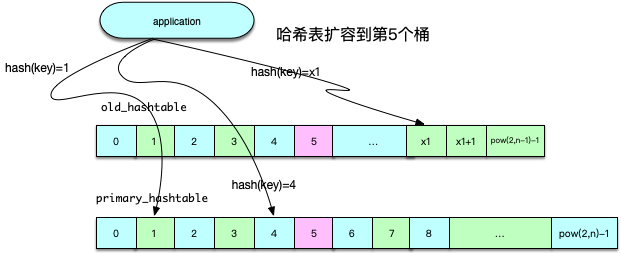 application
哈希表扩容到第5个桶
hash(key)=1
hash(key)=x1
old_hashtable
0 1 2 3 4 5 ... x1 x1+1 pow(2,n-1)-1
hash(key)=4
primary_hashtable
0 1 2 3 4 5 6 7 8 ... pow(2,n)-1